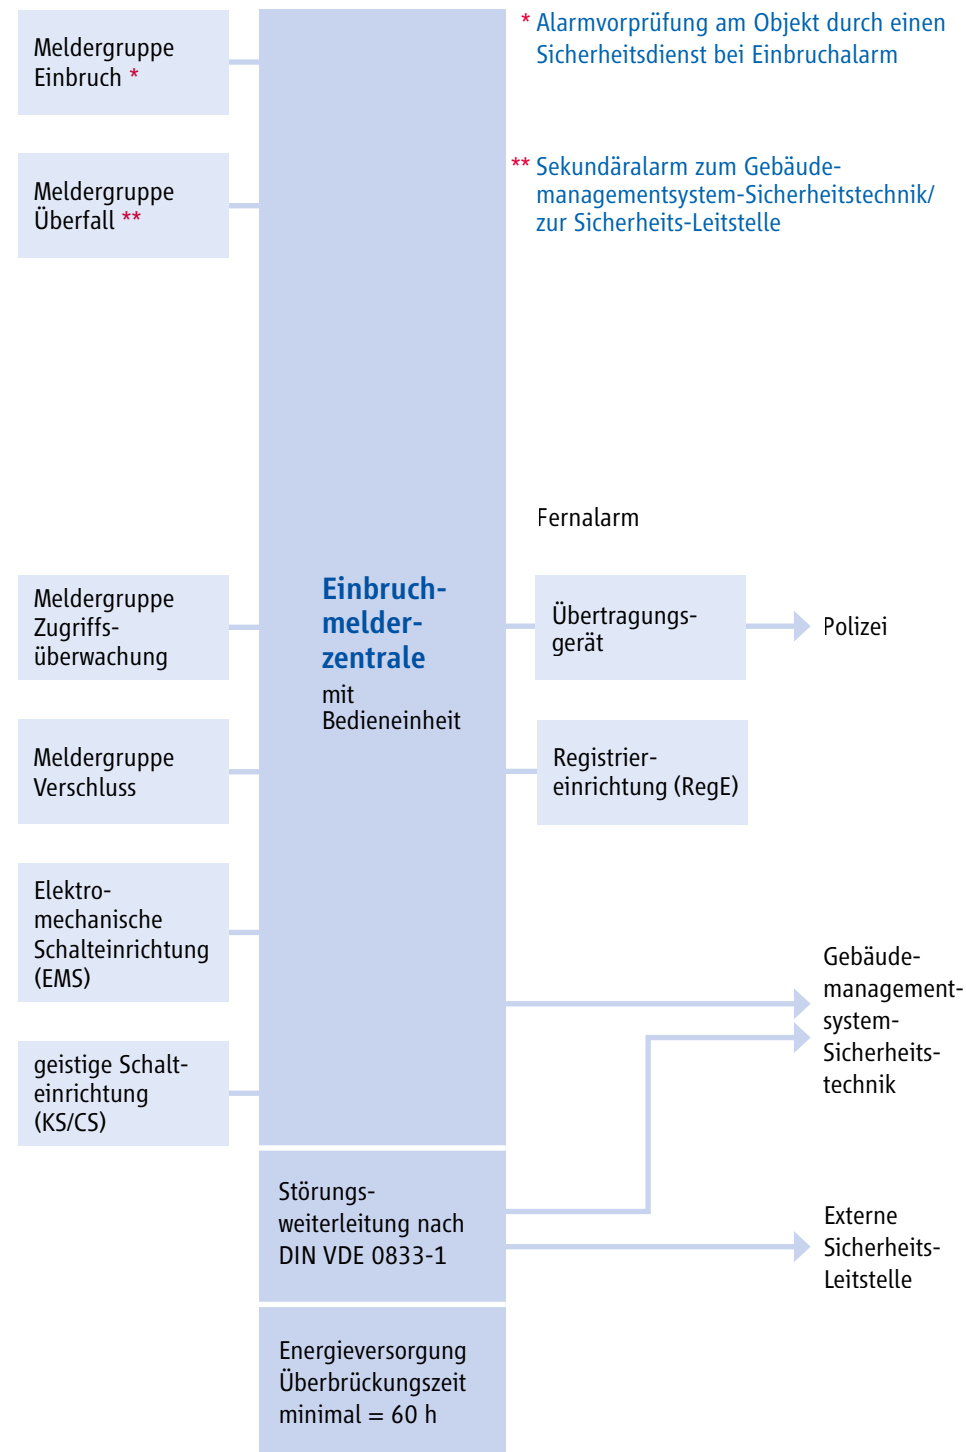 Meldergruppe
Einbruch *
* Alarmvorprüfung am Objekt durch einen
Sicherheitsdienst bei Einbruchalarm
Meldergruppe
Überfall **
** Sekundäralarm zum Gebäude-
managementsystem-Sicherheitstechnik/
zur Sicherheits-Leitstelle
Fernalarm
Meldergruppe
Zugriffs-
überwachung
Einbruch-
melder-
zentrale
mit
Bedieneinheit
Übertragungs-
gerät
Polizei
Meldergruppe
Verschluss
Registrier-
einrichtung (RegE)
Elektro-
mechanische
Schalteinrichtung
(EMS)
Gebäude-
management-
system-
Sicherheits-
technik
geistige Schalt-
einrichtung
(KS/CS)
Störungs-
weiterleitung nach
DIN VDE 0833-1
Externe
Sicherheits-
Leitstelle
Energieversorgung
Überbrückungszeit
minimal = 60 h